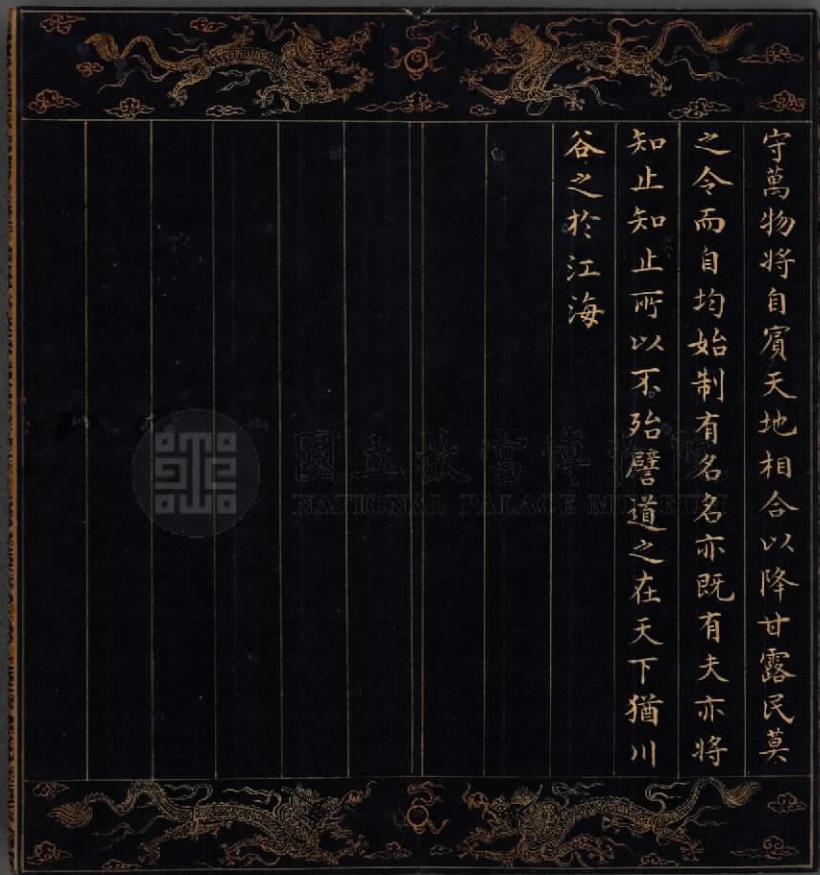 守萬物將自賓天地相合以降甘露民莫
之令而自均始制有名名亦既有夫亦將
知止知止所以不殆譬道之在天下猶川
谷之於江海
國立故宮博物院
NATIONAL PALACE MUSEUM